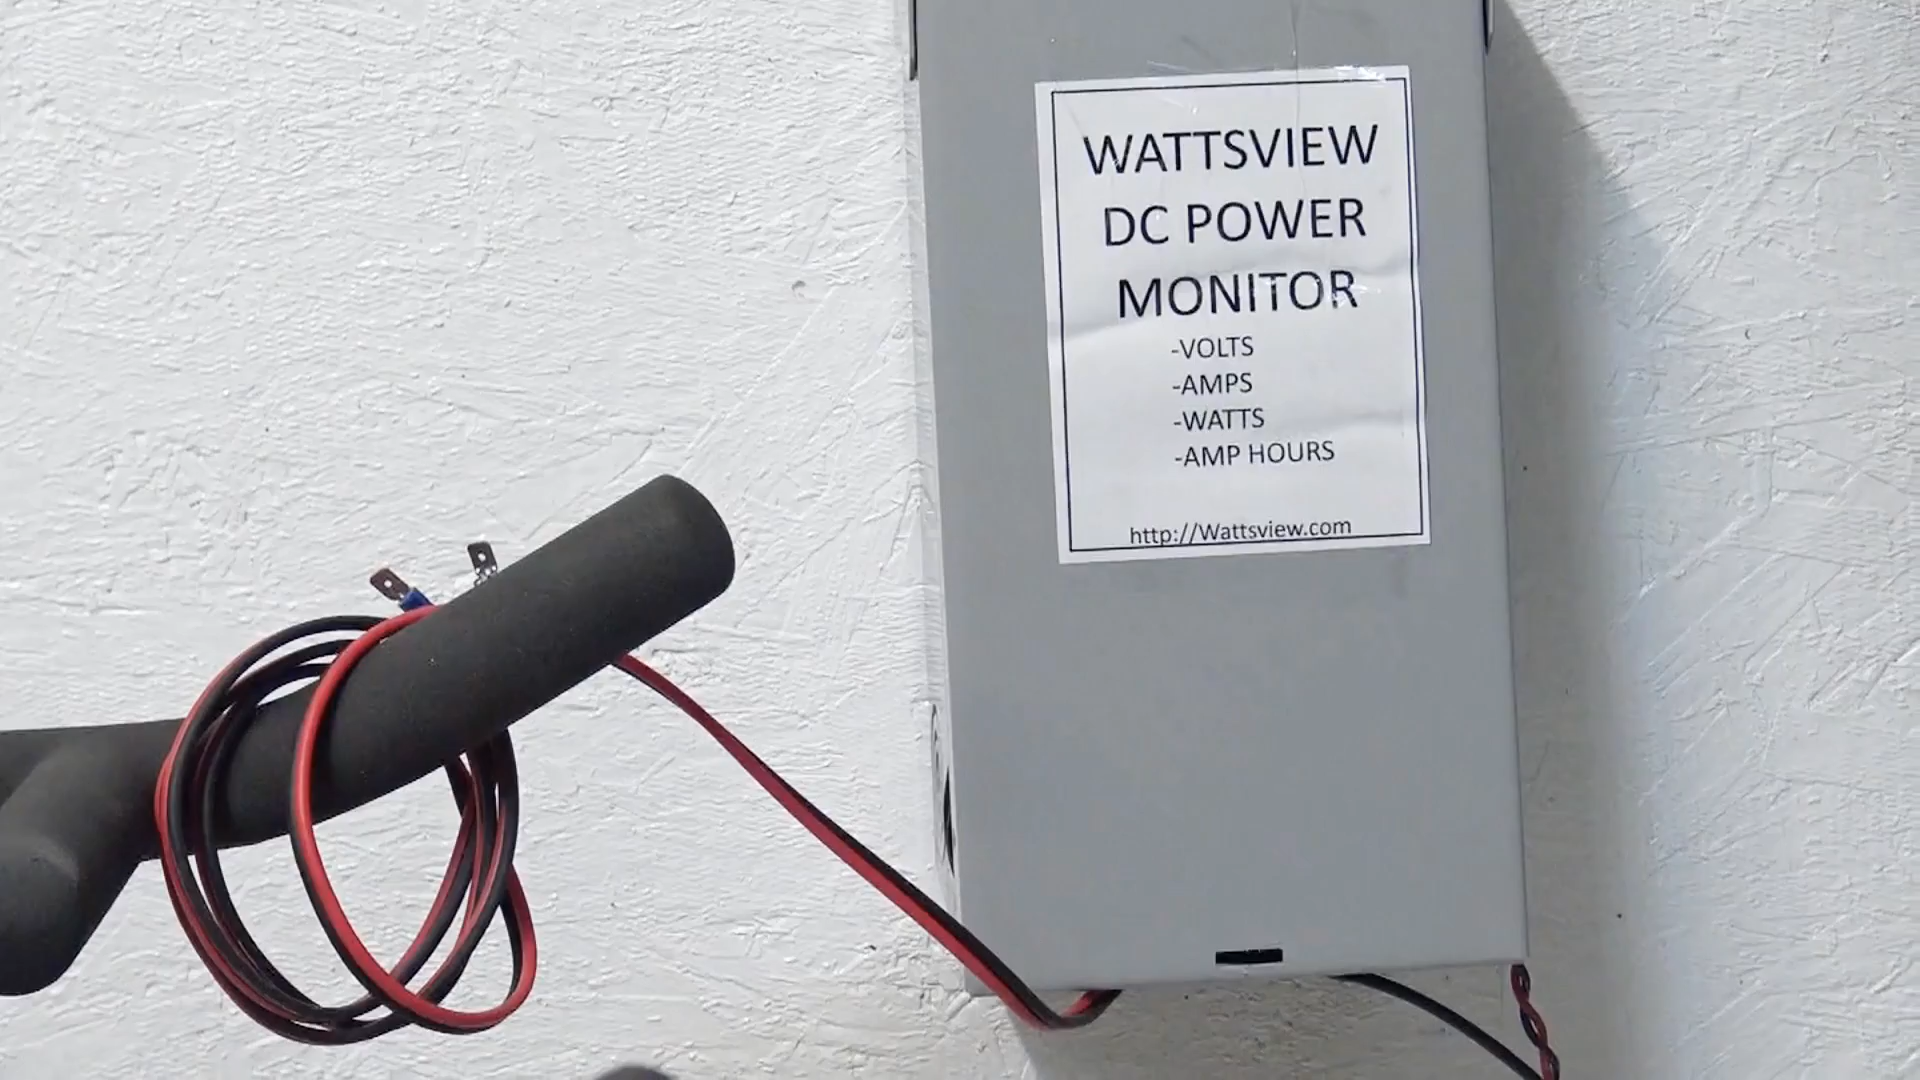 WATTSVIEW
DC POWER
MONITOR
-VOLTS
-AMPS
-WATTS
-AMP HOURS
http://Wattsview.com